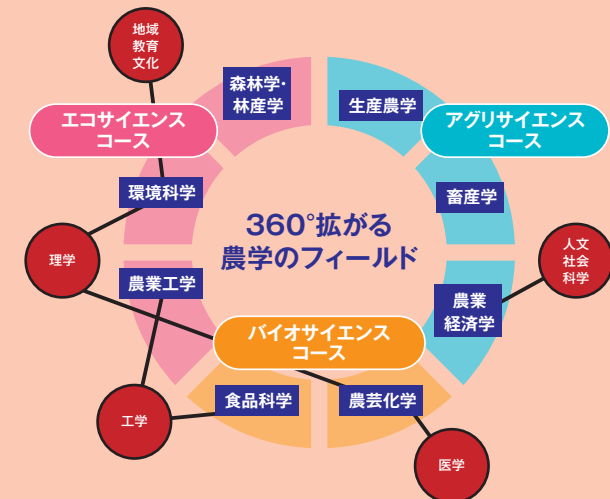 地域
教育
文化
森林学・
林産学
生産農学
エコサイエンス
コース
アグリサイエンス
コース
環境科学
畜産学
360°拡がる
農学のフィールド
理学
人文
社会
科学
農業工学
農業
経済学
バイオサイエンス
コース
食品科学
農芸化学
工学
医学